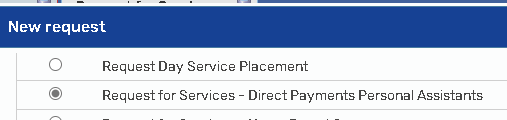 New request
Request Day Service Placement
Request for Services - Direct Payments Personal Assistants